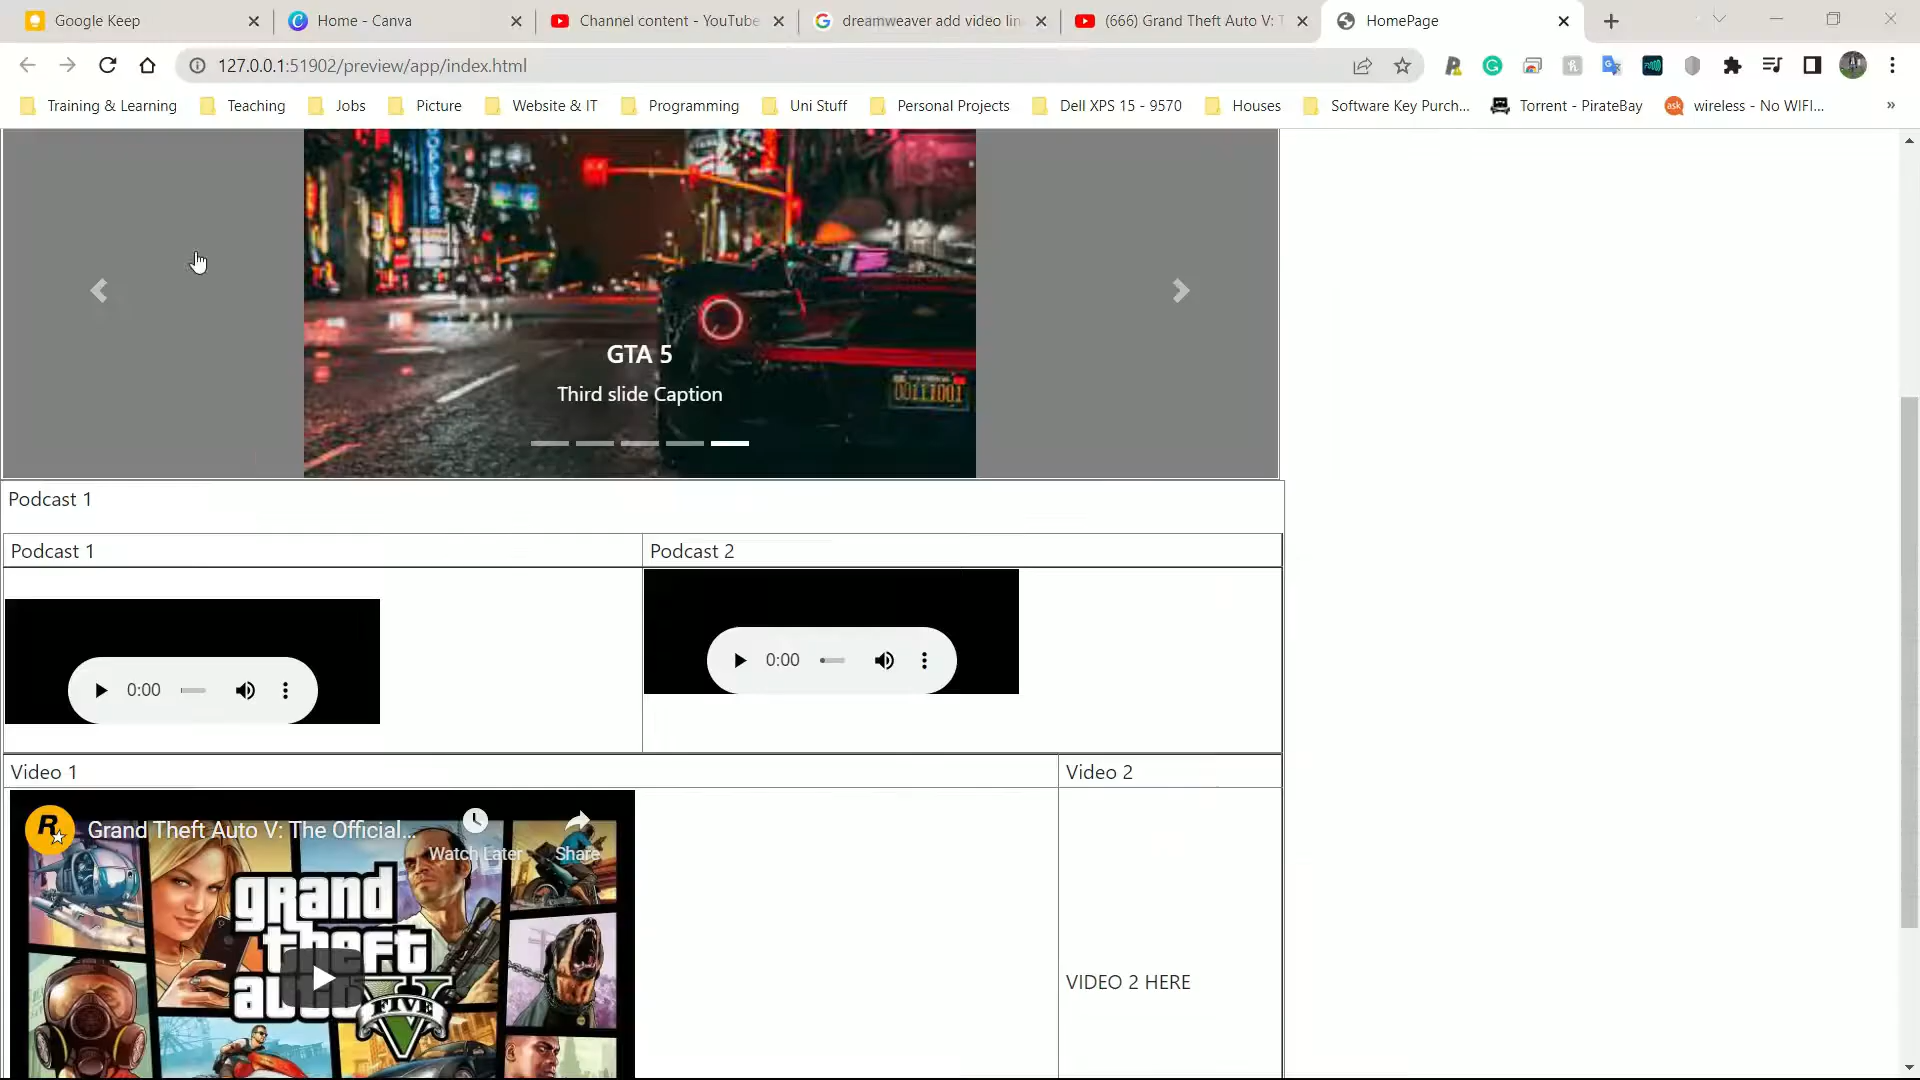 Google Keep
Home - Canva
Channel content - YouTube
dreamweaver add video lin
(666) Grand Theft Auto V: T
HomePage
127.0.0.1:51902/preview/app/index.html
Training & Learning
Teaching
Jobs
Picture
Website & IT
Programming
Uni Stuff
Personal Projects
Dell XPS 15 - 9570
Houses
Software Key Purch...
Torrent - PirateBay
ask
wireless - No WIFI...
»
GTA 5
Third slide Caption
Podcast 1
Podcast 1
Podcast 2
0:00
0:00
Video 1
Video 2
Grand Theft Auto V: The Official...
Watch Later
Share
grand
theft
auto
V
FIVE
VIDEO 2 HERE